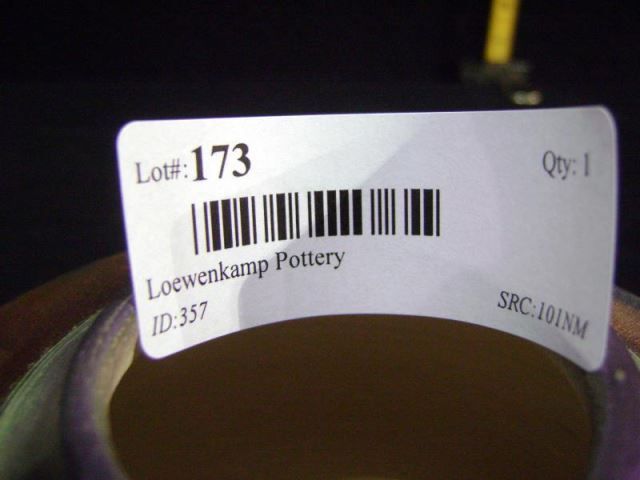 Lot#:173 Qty: 1
Loewenkamp Pottery
ID:357 SRC:101NM